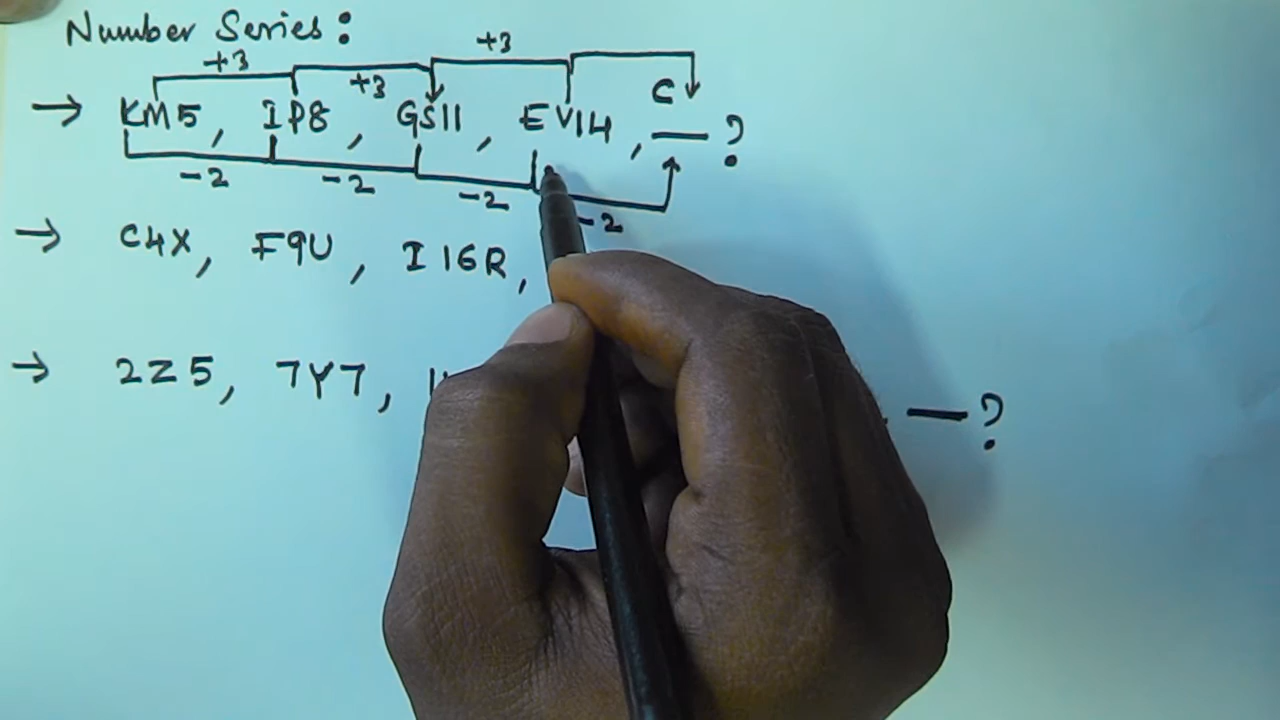 Number Series:
+3 +3 +3
C
→ KM5, IP8, GS11, EV14, — ?
-2 -2 -2 -2
→ C4X, F9U, I16R,
→ 2Z5, 7Y7, — ?